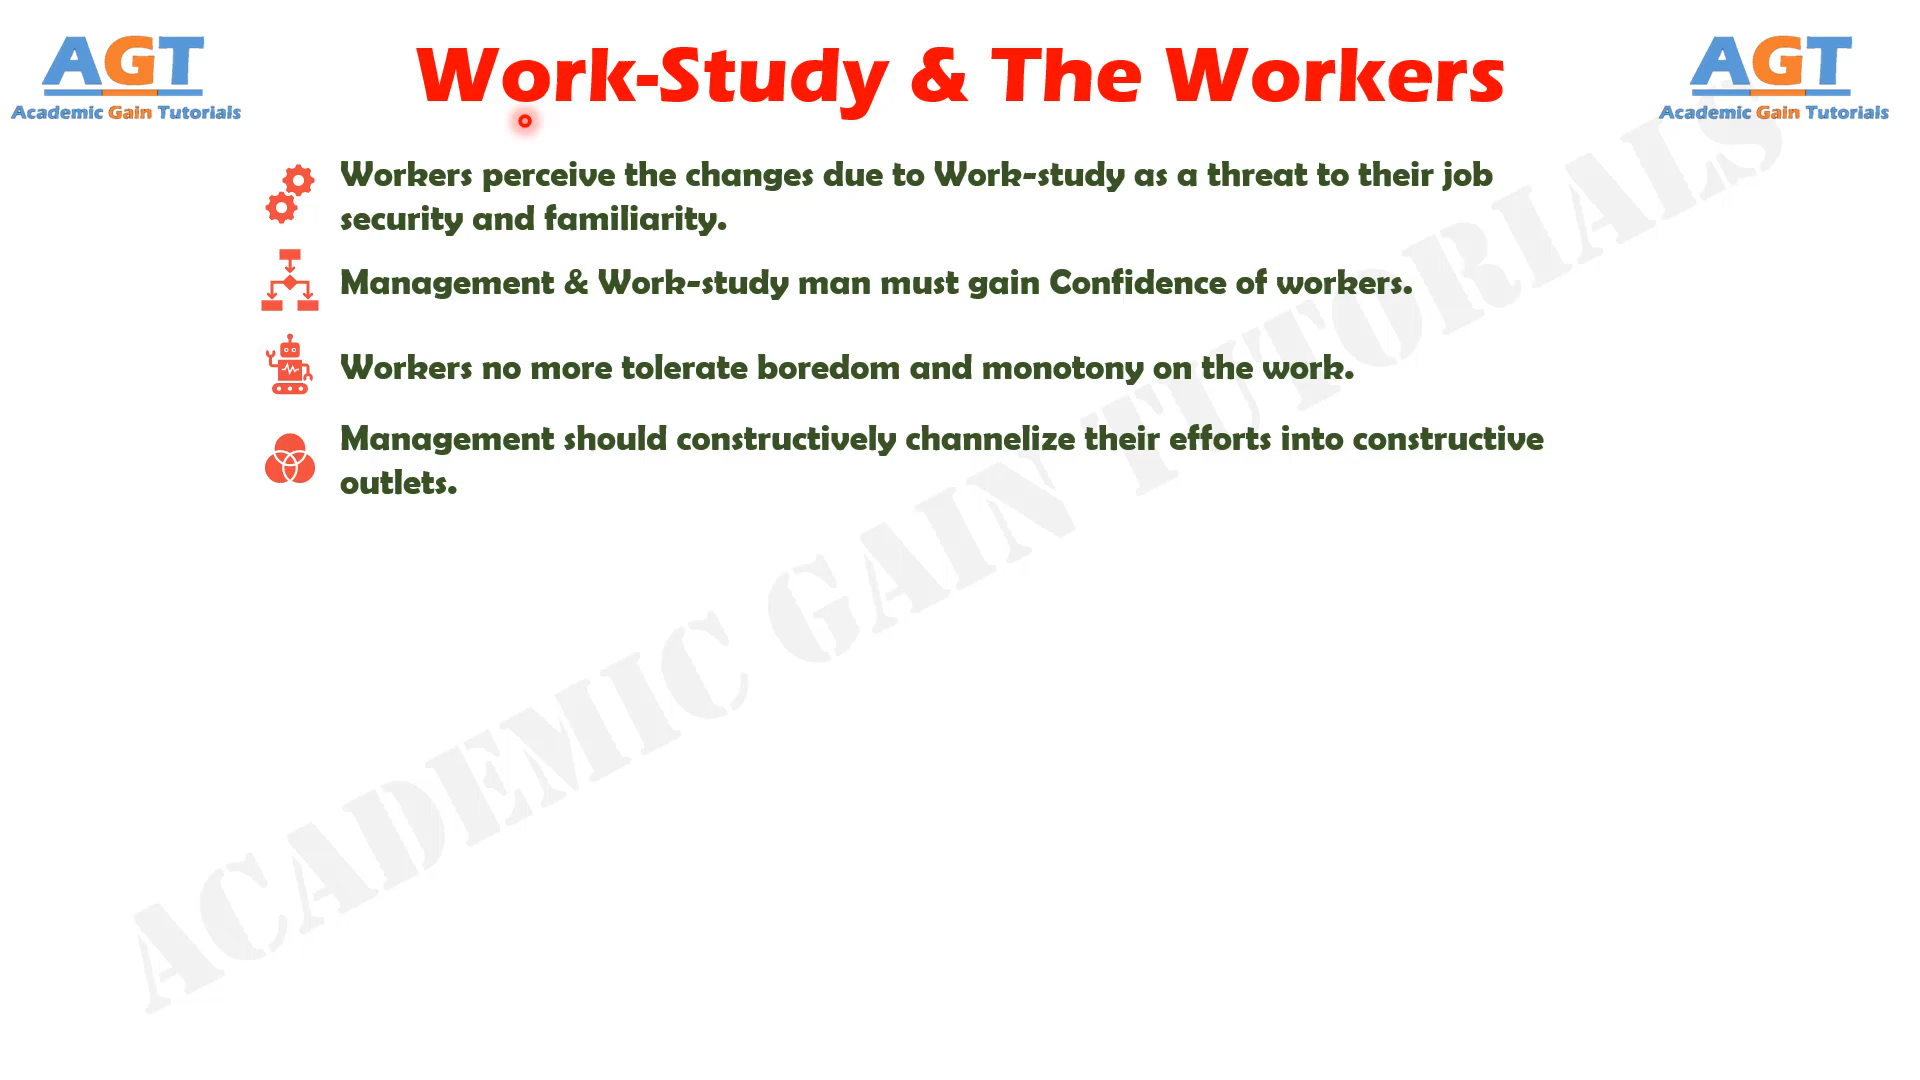 AGT
Academic Gain Tutorials
Work-Study & The Workers
AGT
Academic Gain Tutorials
Workers perceive the changes due to Work-study as a threat to their job
security and familiarity.
Management & Work-study man must gain Confidence of workers.
Workers no more tolerate boredom and monotony on the work.
Management should constructively channelize their efforts into constructive
outlets.
ACADEMIC GAIN TUTORIALS